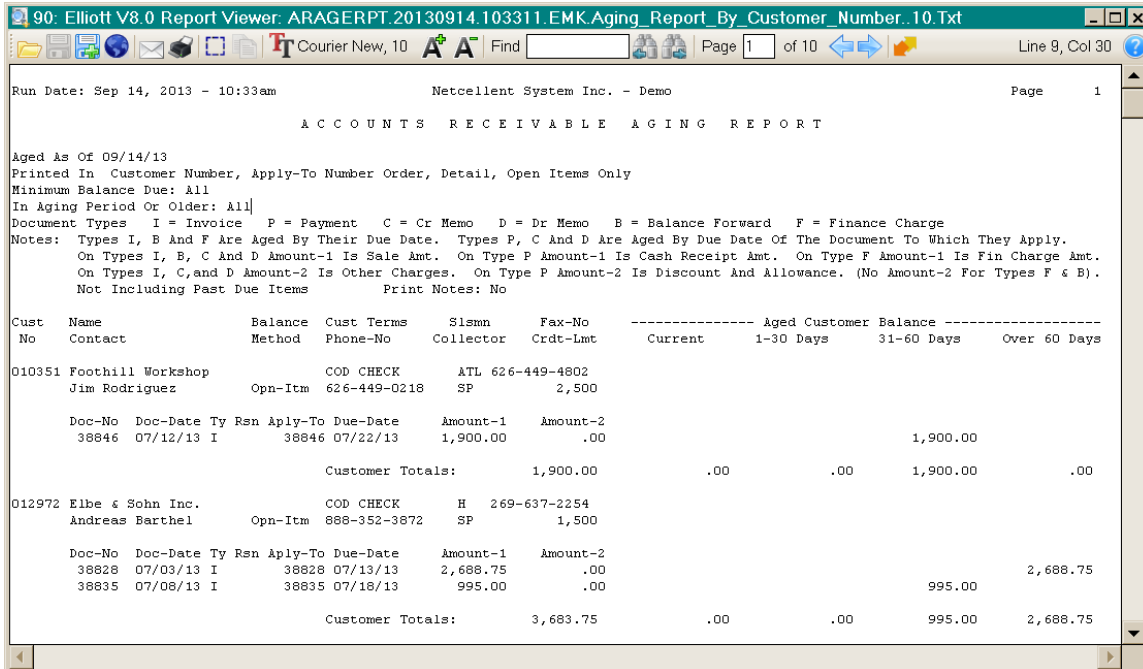 90: Elliott V8.0 Report Viewer: ARAGERPT.20130914.103311.EMK.Aging_Report_By_Customer_Number..10.Txt
Courier New, 10 A+ A- Find Page 1 of 10 Line 9, Col 30
Run Date: Sep 14, 2013 - 10:33am Netcellent System Inc. - Demo Page 1
A C C O U N T S R E C E I V A B L E A G I N G R E P O R T
Aged As Of 09/14/13
Printed In Customer Number, Apply-To Number Order, Detail, Open Items Only
Minimum Balance Due: All
In Aging Period Or Older: All
Document Types I = Invoice P = Payment C = Cr Memo D = Dr Memo B = Balance Forward F = Finance Charge
Notes: Types I, B And F Are Aged By Their Due Date. Types P, C And D Are Aged By Due Date Of The Document To Which They Apply.
On Types I, B, C And D Amount-1 Is Sale Amt. On Type P Amount-1 Is Cash Receipt Amt. On Type F Amount-1 Is Fin Charge Amt.
On Types I, C,and D Amount-2 Is Other Charges. On Type P Amount-2 Is Discount And Allowance. (No Amount-2 For Types F & B).
Not Including Past Due Items Print Notes: No
Cust Name Balance Cust Terms Slsmn Fax-No --------------- Aged Customer Balance -------------------
No Contact Method Phone-No Collector Crdt-Lmt Current 1-30 Days 31-60 Days Over 60 Days
010351 Foothill Workshop COD CHECK ATL 626-449-4802
Jim Rodriguez Opn-Itm 626-449-0218 SP 2,500
Doc-No Doc-Date Ty Rsn Aply-To Due-Date Amount-1 Amount-2
38846 07/12/13 I 38846 07/22/13 1,900.00 .00 1,900.00
Customer Totals: 1,900.00 .00 .00 1,900.00 .00
012972 Elbe & Sohn Inc. COD CHECK H 269-637-2254
Andreas Barthel Opn-Itm 888-352-3872 SP 1,500
Doc-No Doc-Date Ty Rsn Aply-To Due-Date Amount-1 Amount-2
38828 07/03/13 I 38828 07/13/13 2,688.75 .00 2,688.75
38835 07/08/13 I 38835 07/18/13 995.00 .00 995.00
Customer Totals: 3,683.75 .00 .00 995.00 2,688.75